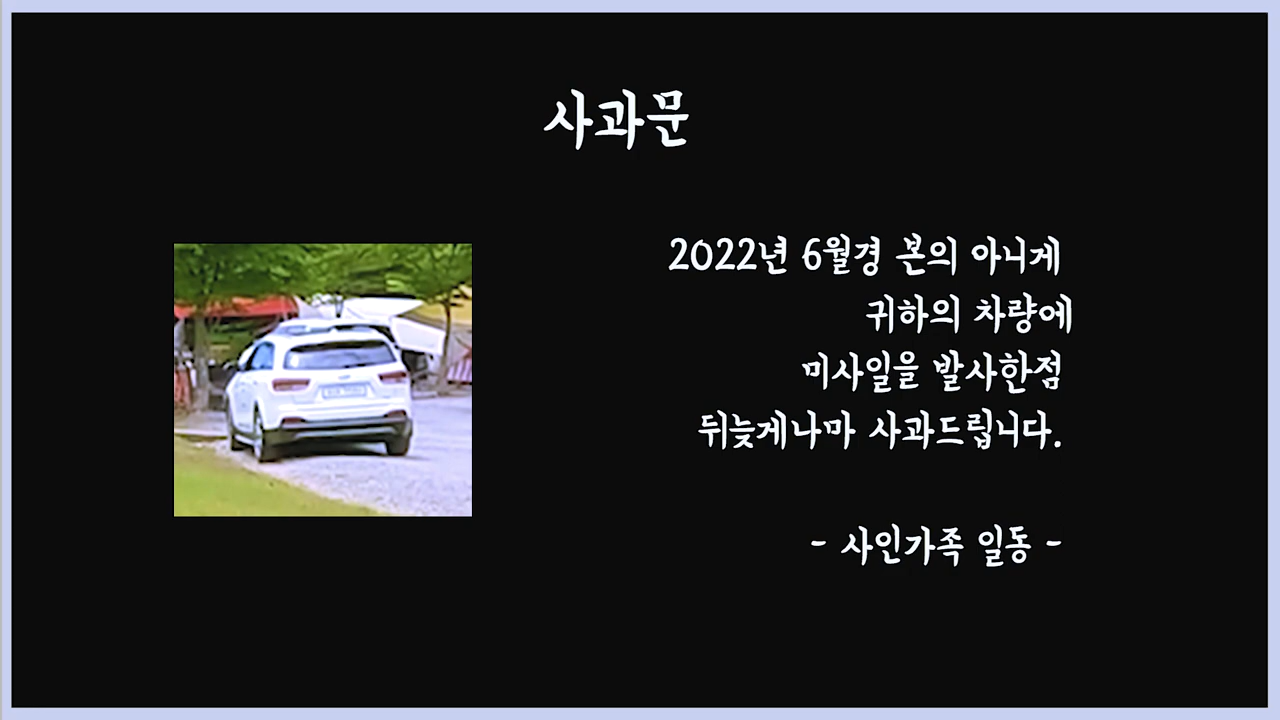 사과문
2022년 6월경 본의 아니게
귀하의 차량에
미사일을 발사한점
뒤늦게나마 사과드립니다.
- 사인가족 일동 -